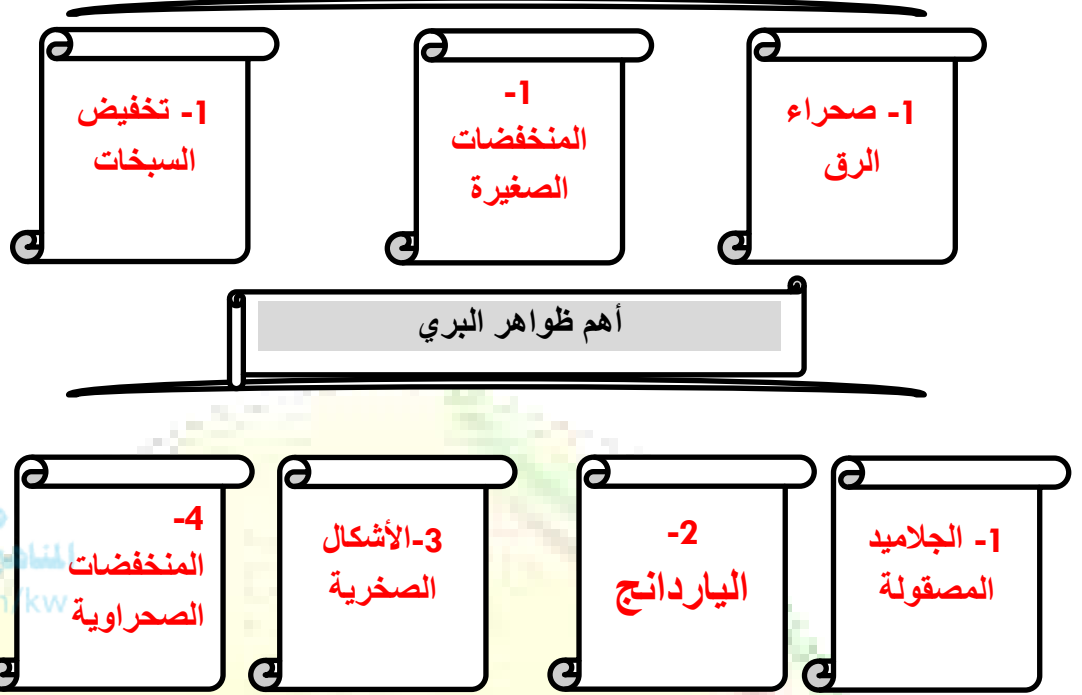 1- صحراء
الرق
1-
المنخفضات
الصغيرة
1- تخفيض
السبخات
أهم ظواهر البري
1- الجلاميد
المصقولة
2-
الياردانج
3-الأشكال
الصخرية
4-
المنخفضات
الصحراوية